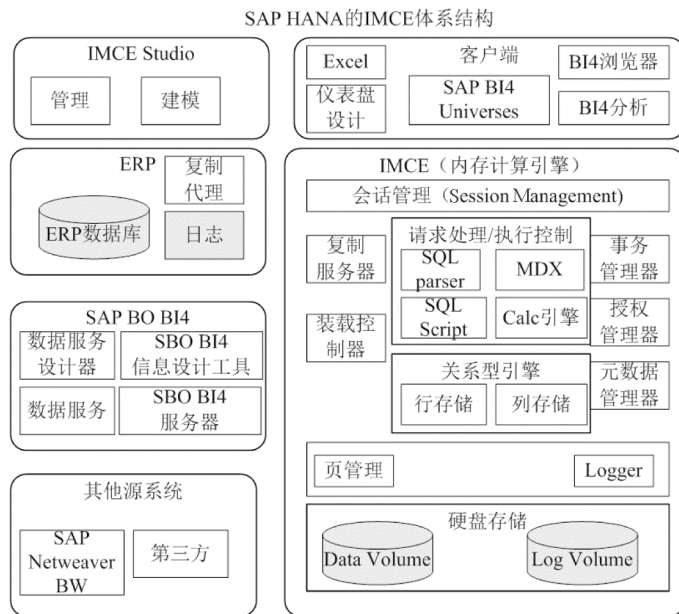 SAP HANA的IMCE体系结构
IMCE Studio
管理
建模
Excel
客户端
BI4浏览器
仪表盘
设计
SAP BI4
Universes
BI4分析
ERP
复制
代理
ERP数据库
日志
IMCE（内存计算引擎）
会话管理（Session Management)
复制
服务器
请求处理/执行控制
SQL
parser
MDX
SQL
Script
Calc引擎
事务
管理器
装载控
制器
授权
管理器
关系型引擎
行存储
列存储
元数据
管理器
页管理
Logger
硬盘存储
Data Volume
Log Volume
SAP BO BI4
数据服务
设计器
SBO BI4
信息设计工具
数据服务
SBO BI4
服务器
其他源系统
SAP
Netweaver
BW
第三方